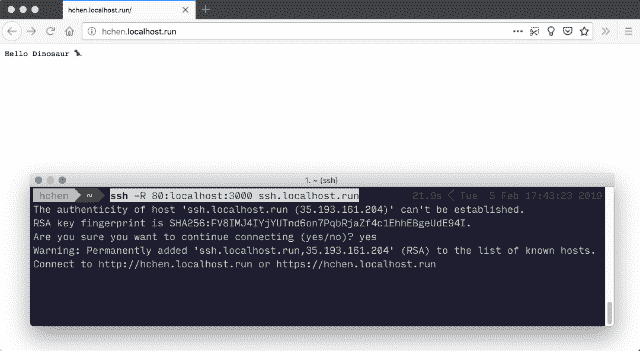 hchen.localhost.run/
hchen.localhost.run
Hello Dinosaur 🦕
1. ~ (ssh)
hchen ~ ssh -R 80:localhost:3000 ssh.localhost.run 21.9s < Tue 5 Feb 17:43:23 2019
The authenticity of host 'ssh.localhost.run (35.193.161.204)' can't be established.
RSA key fingerprint is SHA256:FV8IMJ4IYjYUTnd6on7PqbRjaZf4c1EhhEBgeUdE94I.
Are you sure you want to continue connecting (yes/no)? yes
Warning: Permanently added 'ssh.localhost.run,35.193.161.204' (RSA) to the list of known hosts.
Connect to http://hchen.localhost.run or https://hchen.localhost.run